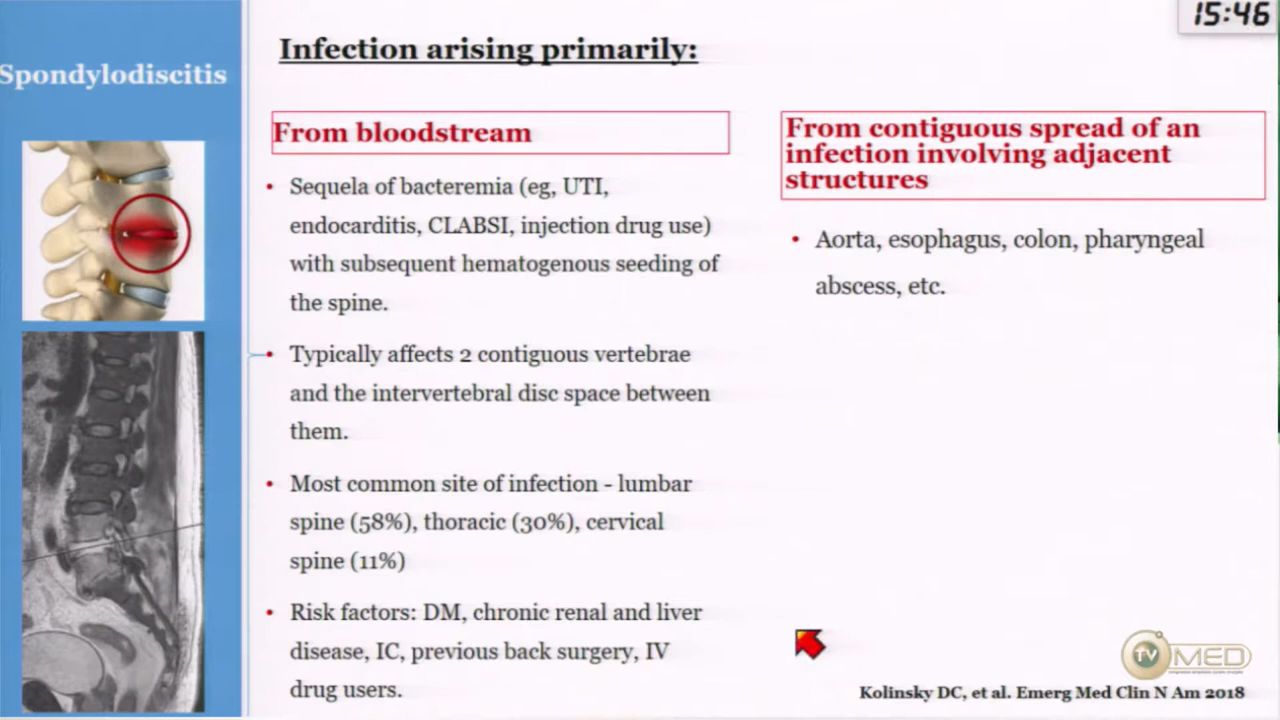 15:46
Spondylodiscitis
Infection arising primarily:
From bloodstream
• Sequela of bacteremia (eg, UTI,
endocarditis, CLABSI, injection drug use)
with subsequent hematogenous seeding of
the spine.
• Typically affects 2 contiguous vertebrae
and the intervertebral disc space between
them.
• Most common site of infection - lumbar
spine (58%), thoracic (30%), cervical
spine (11%)
• Risk factors: DM, chronic renal and liver
disease, IC, previous back surgery, IV
drug users.
From contiguous spread of an
infection involving adjacent
structures
• Aorta, esophagus, colon, pharyngeal
abscess, etc.
TV MED
Kolinsky DC, et al. Emerg Med Clin N Am 2018